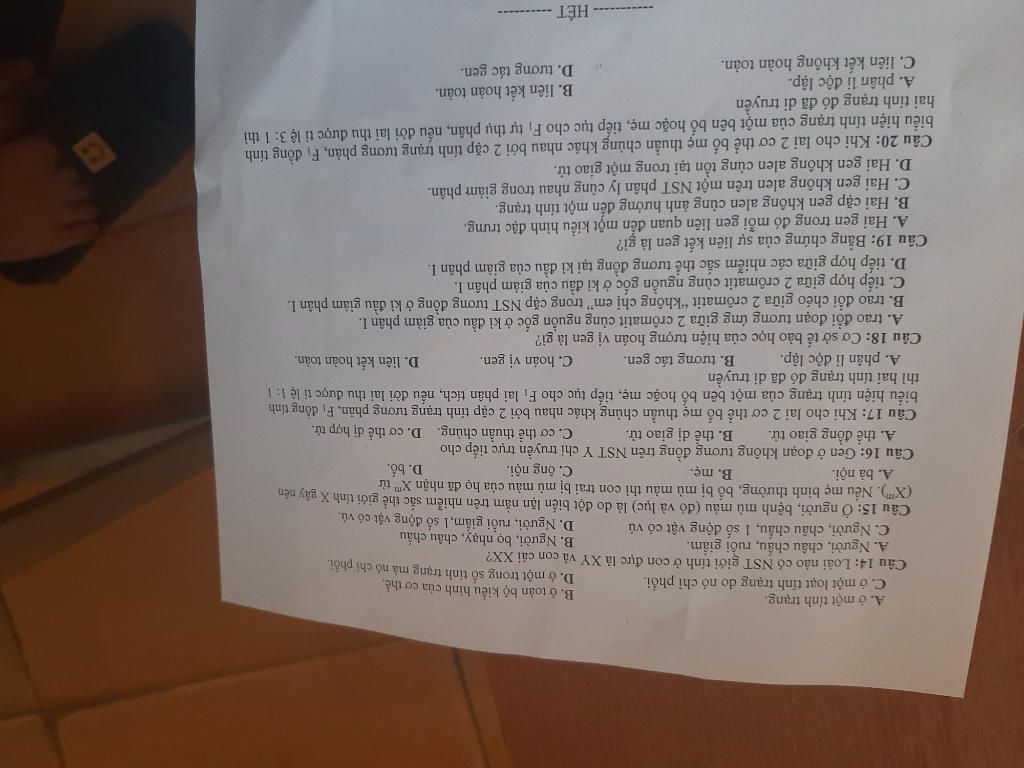 A. ở một tính trạng.
B. ở toàn bộ kiểu hình của cơ thể.
C. ở một loạt tính trạng do nó chi phối.
D. ở một trong số tính trạng mà nó chi phối.
Câu 14: Loài nào có NST giới tính ở con đực là XY và con cái XX?
A. Người, châu chấu, ruồi giấm.
B. Người, bọ nhạy, châu chấu
C. Người, châu chấu, 1 số động vật có vú
D. Người, ruồi giấm,1 số động vật có vú.
Câu 15: Ở người, bệnh mù màu (đỏ và lục) là do đột biến lặn nằm trên nhiễm sắc thể giới tính X gây nên
(Xᵐ). Nếu mẹ bình thường, bố bị mù màu thì con trai bị mù màu của họ đã nhận Xᵐ từ
A. bà nội. B. mẹ. C. ông nội. D. bố.
Câu 16: Gen ở đoạn không tương đồng trên NST Y chỉ truyền trực tiếp cho
A. thể đồng giao tử. B. thể dị giao tử. C. cơ thể thuần chủng. D. cơ thể dị hợp tử.
Câu 17: Khi cho lai 2 cơ thể bố mẹ thuần chủng khác nhau bởi 2 cặp tính trạng tương phản, F₁ đồng tính
biểu hiện tính trạng của một bên bố hoặc mẹ, tiếp tục cho F₁ lai phân tích, nếu đời lai thu được tỉ lệ 1: 1
thì hai tính trạng đó đã di truyền
A. phân li độc lập. B. tương tác gen. C. hoán vị gen. D. liên kết hoàn toàn.
Câu 18: Cơ sở tế bào học của hiện tượng hoán vị gen là gì?
A. trao đổi đoạn tương ứng giữa 2 crômatit cùng nguồn gốc ở kì đầu của giảm phân I.
B. trao đổi chéo giữa 2 crômatit "không chị em" trong cặp NST tương đồng ở kì đầu giảm phân I.
C. tiếp hợp giữa 2 crômatit cùng nguồn gốc ở kì đầu của giảm phân I.
D. tiếp hợp giữa các nhiễm sắc thể tương đồng tại kì đầu của giảm phân I.
Câu 19: Bằng chứng của sự liên kết gen là gì?
A. Hai gen trong đó mỗi gen liên quan đến một kiểu hình đặc trưng.
B. Hai cặp gen không alen cùng ảnh hưởng đến một tính trạng.
C. Hai gen không alen trên một NST phân ly cùng nhau trong giảm phân.
D. Hai gen không alen cùng tồn tại trong một giao tử.
Câu 20: Khi cho lai 2 cơ thể bố mẹ thuần chủng khác nhau bởi 2 cặp tính trạng tương phản, F₁ đồng tính
biểu hiện tính trạng của một bên bố hoặc mẹ, tiếp tục cho F₁ tự thụ phấn, nếu đời lai thu được tỉ lệ 3: 1 thì
hai tính trạng đó đã di truyền
A. phân li độc lập. B. liên kết hoàn toàn.
C. liên kết không hoàn toàn. D. tương tác gen.
----------- HẾT ----------